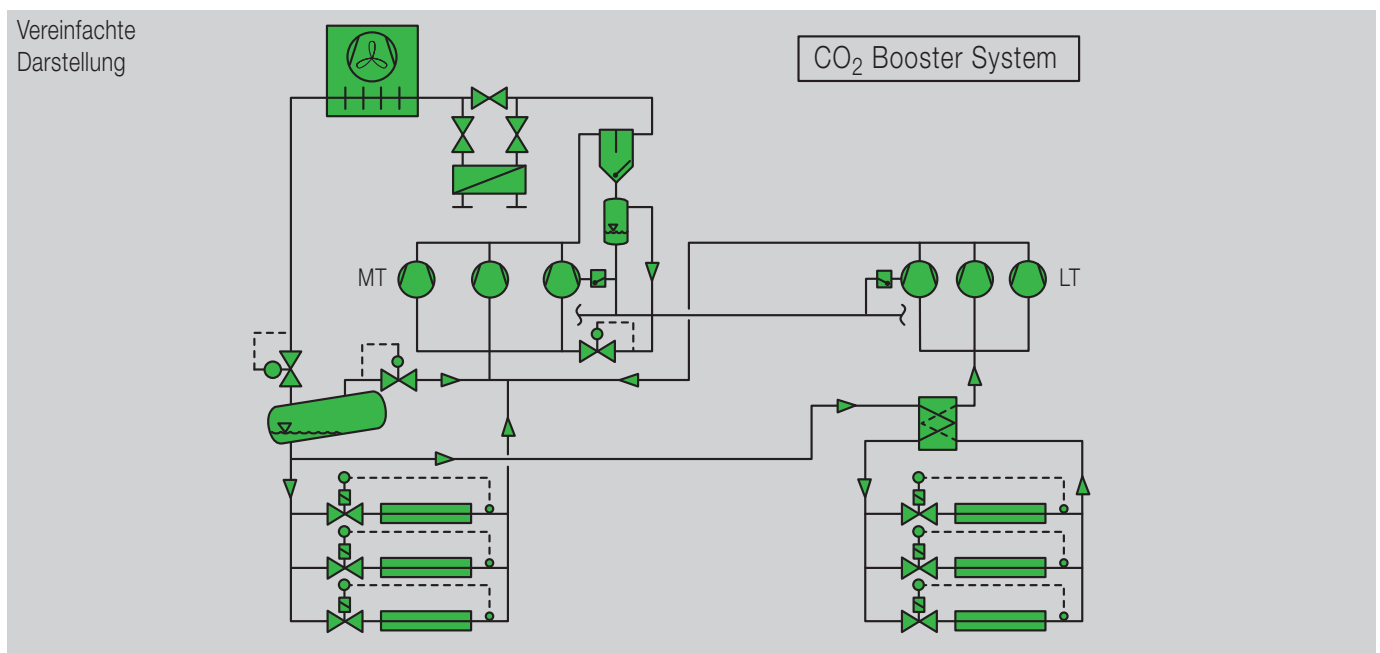 Vereinfachte
Darstellung
CO₂ Booster System
MT
LT